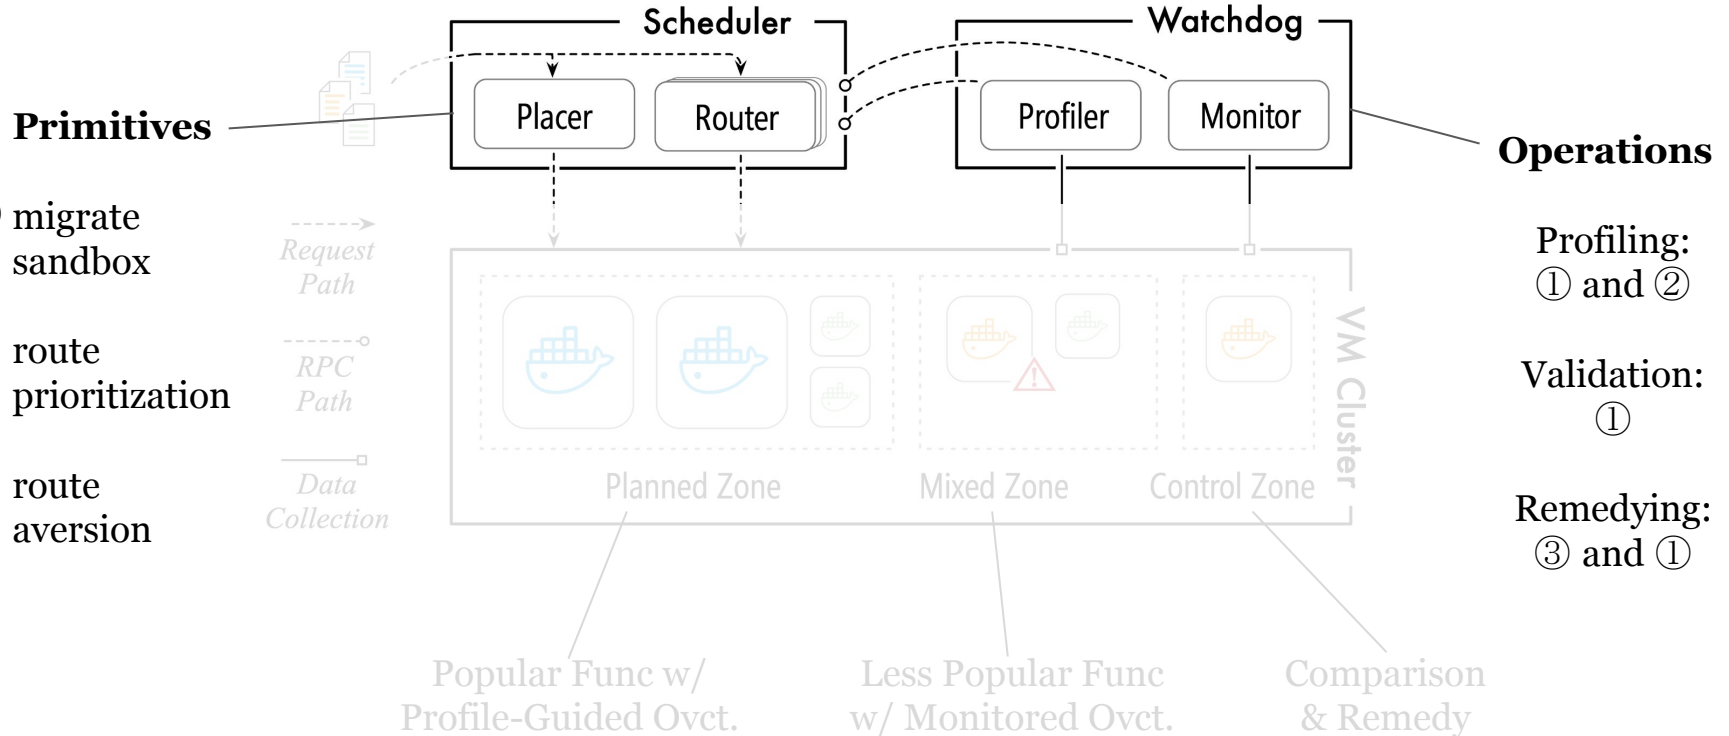 Scheduler
Watchdog
Placer
Router
Profiler
Monitor
Primitives
migrate
sandbox
route
prioritization
route
aversion
Request
Path
RPC
Path
Data
Collection
Planned Zone
Mixed Zone
Control Zone
VM Cluster
Operations
Profiling:
① and ②
Validation:
①
Remedying:
③ and ①
Popular Func w/
Profile-Guided Ovct.
Less Popular Func
w/ Monitored Ovct.
Comparison
& Remedy